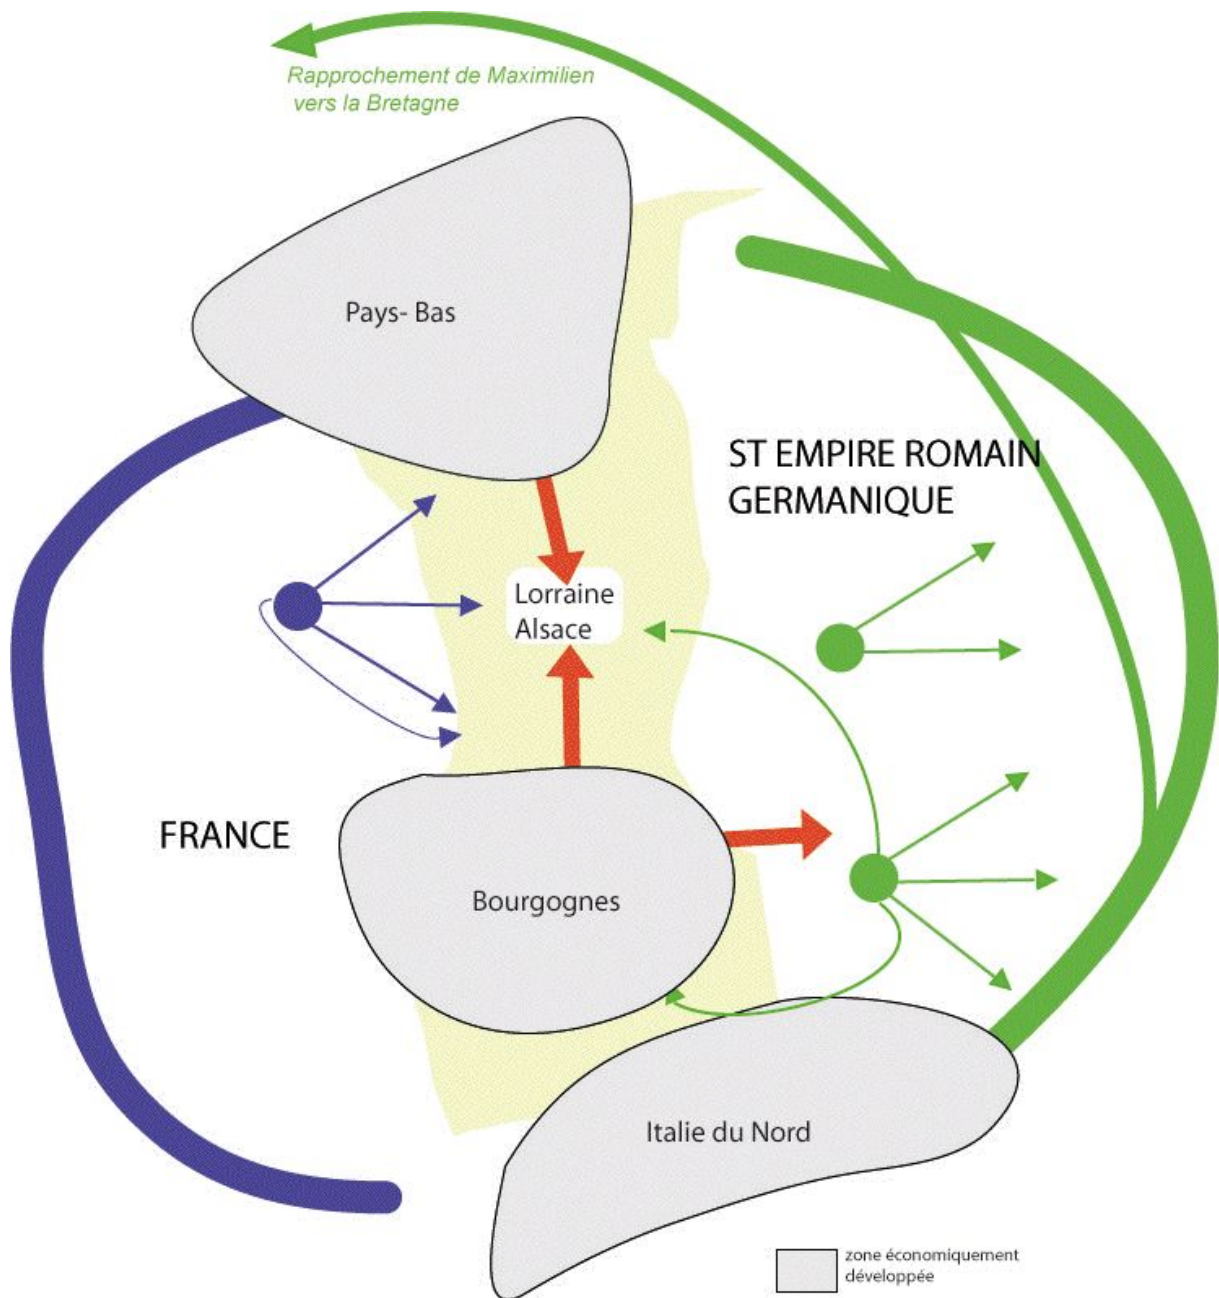 Rapprochement de Maximilien
vers la Bretagne
Pays- Bas
ST EMPIRE ROMAIN
GERMANIQUE
Lorraine
Alsace
FRANCE
Bourgognes
Italie du Nord
zone économiquement
développée